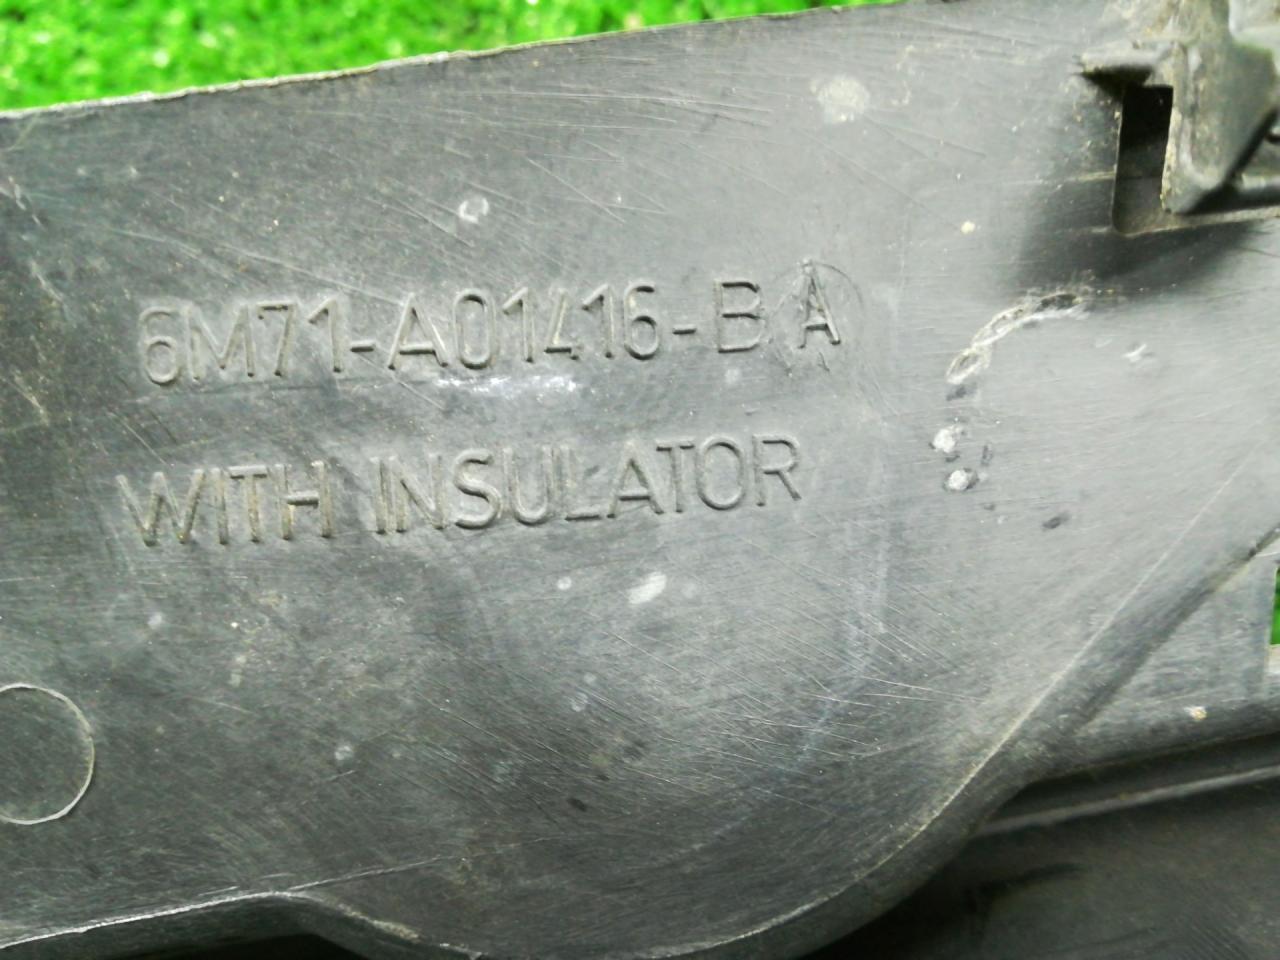 6M71-A01416-BA
WITH INSULATOR